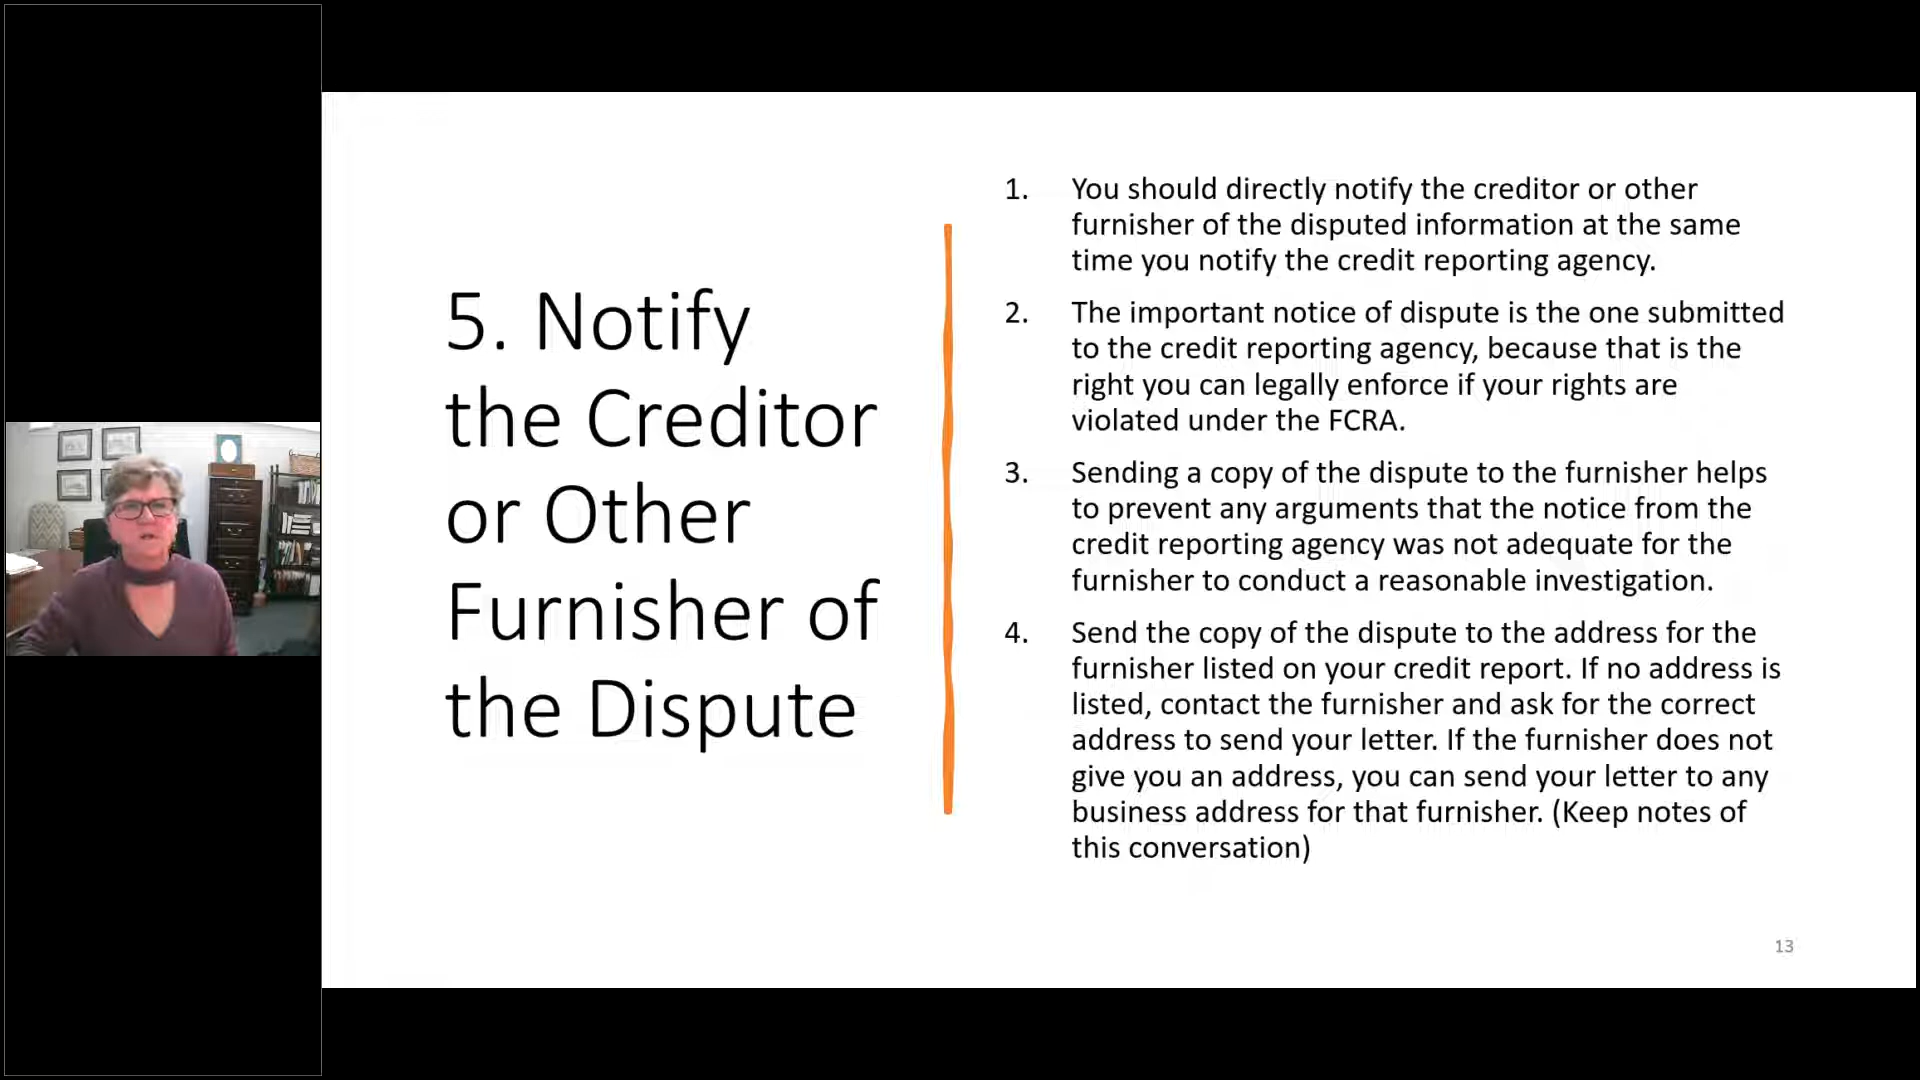 5. Notify
the Creditor
or Other
Furnisher of
the Dispute
1. You should directly notify the creditor or other
furnisher of the disputed information at the same
time you notify the credit reporting agency.
2. The important notice of dispute is the one submitted
to the credit reporting agency, because that is the
right you can legally enforce if your rights are
violated under the FCRA.
3. Sending a copy of the dispute to the furnisher helps
to prevent any arguments that the notice from the
credit reporting agency was not adequate for the
furnisher to conduct a reasonable investigation.
4. Send the copy of the dispute to the address for the
furnisher listed on your credit report. If no address is
listed, contact the furnisher and ask for the correct
address to send your letter. If the furnisher does not
give you an address, you can send your letter to any
business address for that furnisher. (Keep notes of
this conversation)
13